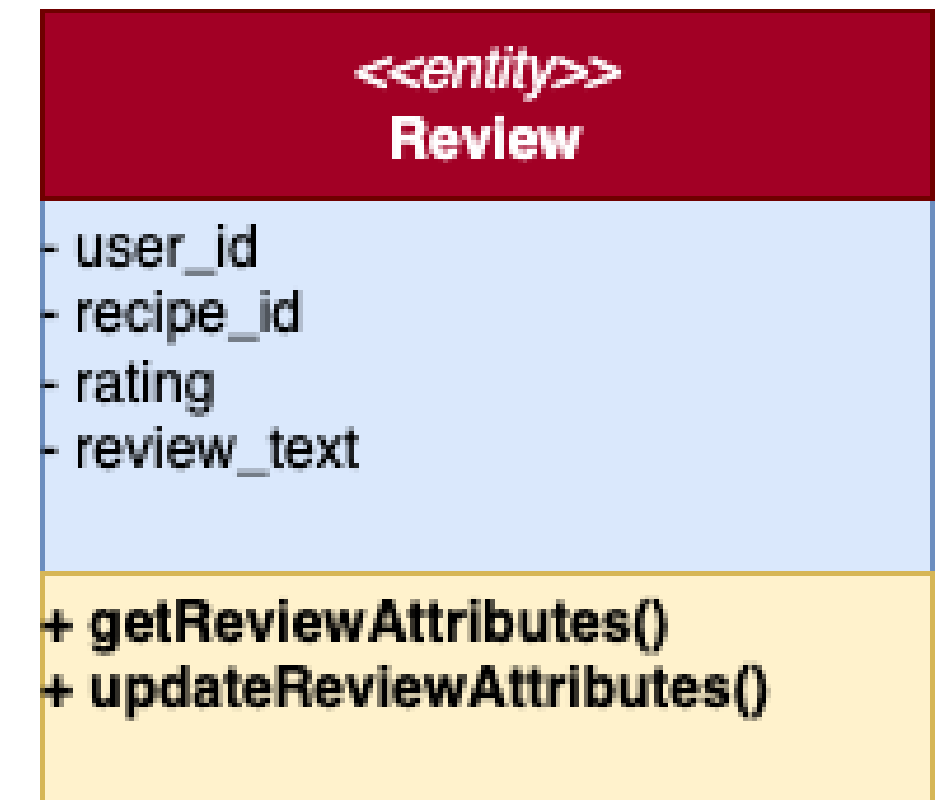 <<entity>>
Review
- user_id
- recipe_id
- rating
- review_text
+ getReviewAttributes()
+ updateReviewAttributes()